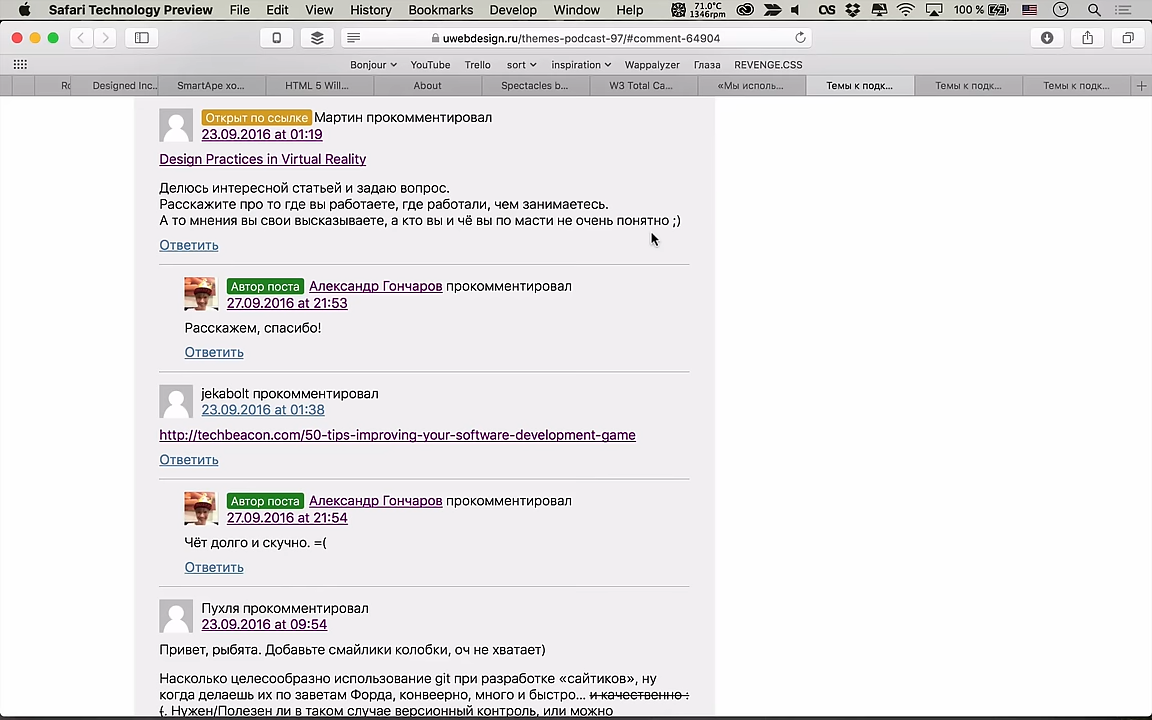 Safari Technology Preview File Edit View History Bookmarks Develop Window Help 71.0°C 1346rpm OS 100 %
uwebdesign.ru/themes-podcast-97/#comment-64904
Bonjour YouTube Trello sort inspiration Wappalyzer Глаза REVENGE.CSS
Designed Inc. SmartApe хо... HTML 5 Will... About Spectacles b... W3 Total Ca... «Мы исполь... Темы к подк... Темы к подк... Темы к подк...
Открыт по ссылке Мартин прокомментировал
23.09.2016 at 01:19
Design Practices in Virtual Reality
Делюсь интересной статьей и задаю вопрос.
Расскажите про то где вы работаете, где работали, чем занимаетесь.
А то мнения вы свои высказываете, а кто вы и чё вы по масти не очень понятно ;)
Ответить
Автор поста Александр Гончаров прокомментировал
27.09.2016 at 21:53
Расскажем, спасибо!
Ответить
jekabolt прокомментировал
23.09.2016 at 01:38
http://techbeacon.com/50-tips-improving-your-software-development-game
Ответить
Автор поста Александр Гончаров прокомментировал
27.09.2016 at 21:54
Чёт долго и скучно. =(
Ответить
Пухля прокомментировал
23.09.2016 at 09:54
Привет, рыбята. Добавьте смайлики колобки, оч не хватает)
Насколько целесообразно использование git при разработке «сайтиков», ну
когда делаешь их по заветам Форда, конвеерно, много и быстро... и качественно :
(. Нужен/Полезен ли в таком случае версионный контроль, или можно